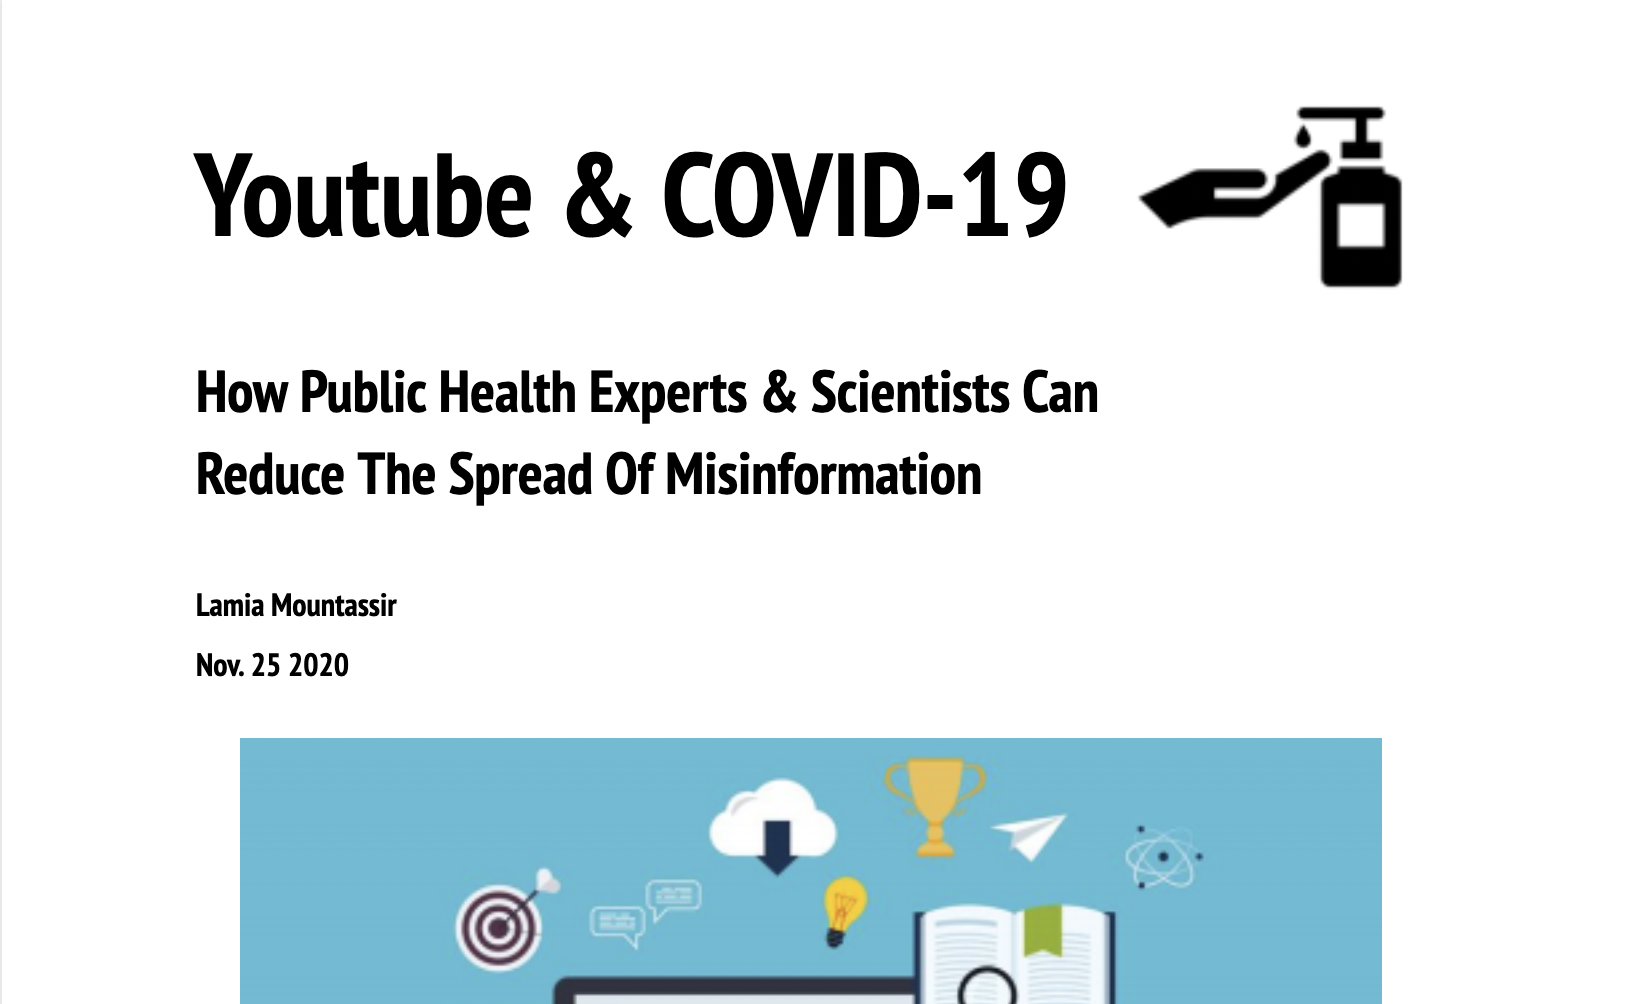 Youtube & COVID-19
How Public Health Experts & Scientists Can
Reduce The Spread Of Misinformation
Lamia Mountassir
Nov. 25 2020